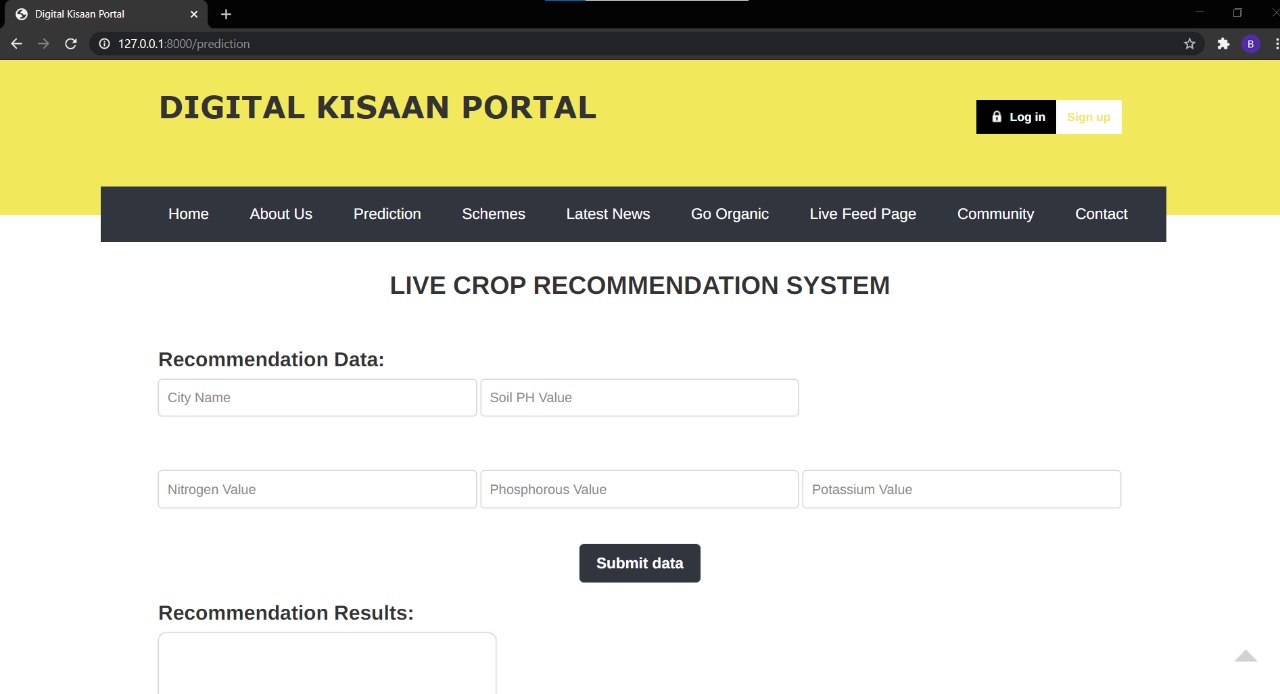 Digital Kisaan Portal
127.0.0.1:8000/prediction
B
DIGITAL KISAAN PORTAL
Log in Sign up
Home About Us Prediction Schemes Latest News Go Organic Live Feed Page Community Contact
LIVE CROP RECOMMENDATION SYSTEM
Recommendation Data:
City Name Soil PH Value
Nitrogen Value Phosphorous Value Potassium Value
Submit data
Recommendation Results: